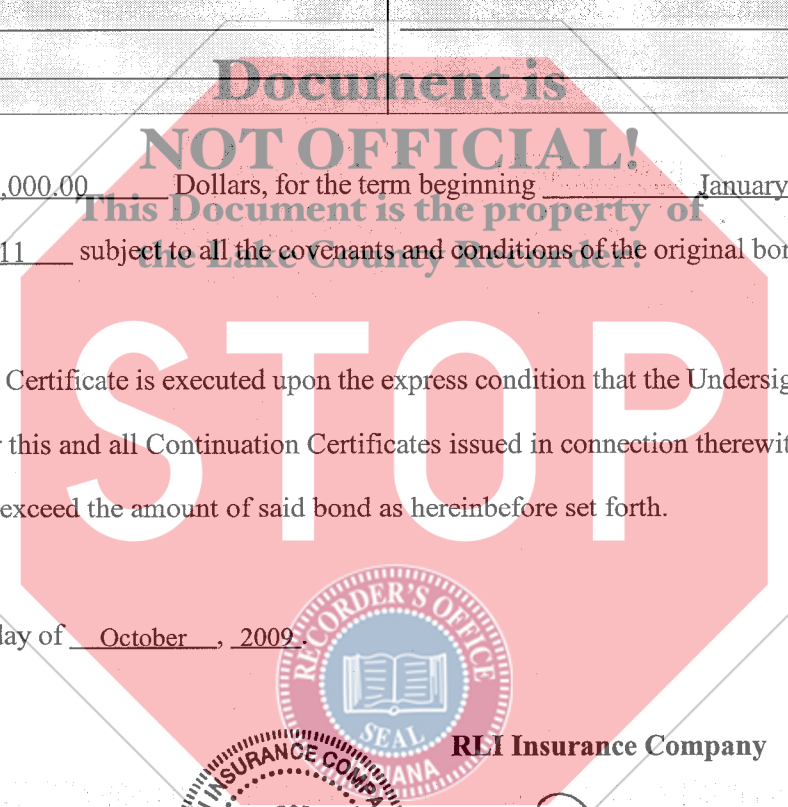 Document is
NOT OFFICIAL!
,000.00 Dollars, for the term beginning January
This Document is the property of
11 subject to all the covenants and conditions of the original bon
the Lake County Recorder!
STOP
Certificate is executed upon the express condition that the Undersig
this and all Continuation Certificates issued in connection therewit
exceed the amount of said bond as hereinbefore set forth.
day of October , 2009 .
RECORDER'S OFFICE
SEAL
RLI Insurance Company
INSURANCE COMPA